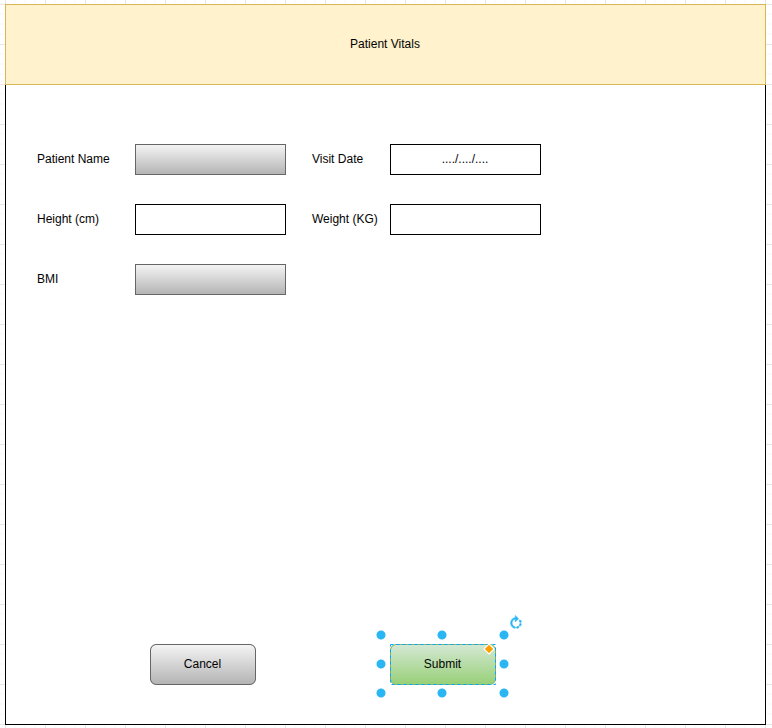 Patient Vitals
Patient Name
Visit Date
..../..../....
Height (cm)
Weight (KG)
BMI
Cancel
Submit